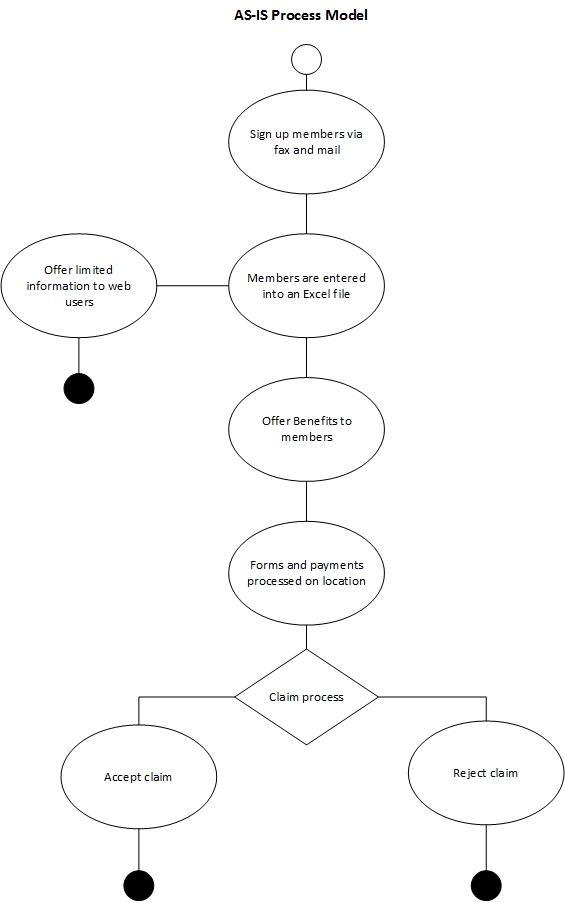 AS-IS Process Model
Sign up members via
fax and mail
Offer limited
information to web
users
Members are entered
into an Excel file
Offer Benefits to
members
Forms and payments
processed on location
Claim process
Accept claim
Reject claim